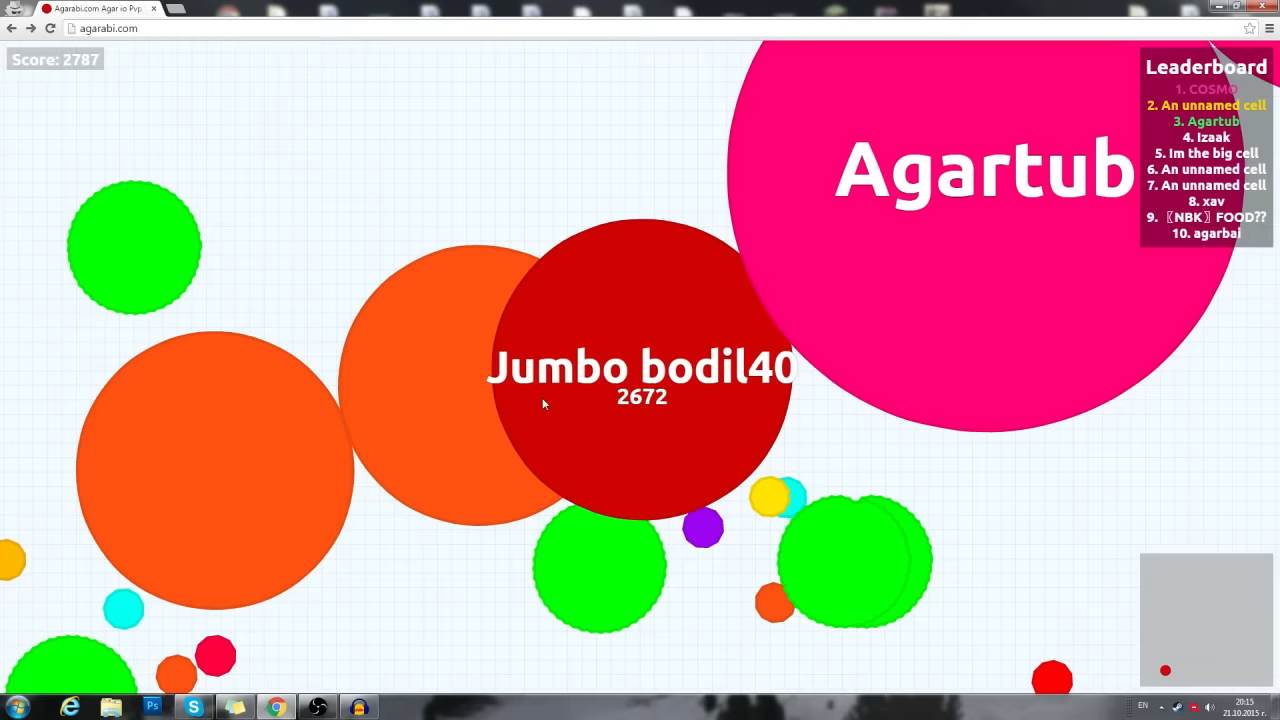 Agarabi.com Agar io Pvp
agarabi.com
Score: 2787
Leaderboard
1. COSMO
2. An unnamed cell
3. Agartub
4. Izaak
5. Im the big cell
6. An unnamed cell
7. An unnamed cell
8. xav
9. 〖NBK〗FOOD??
10. agarbai
Agartub
Jumbo bodil40
2672
Ps
EN
20:15
21.10.2015 г.